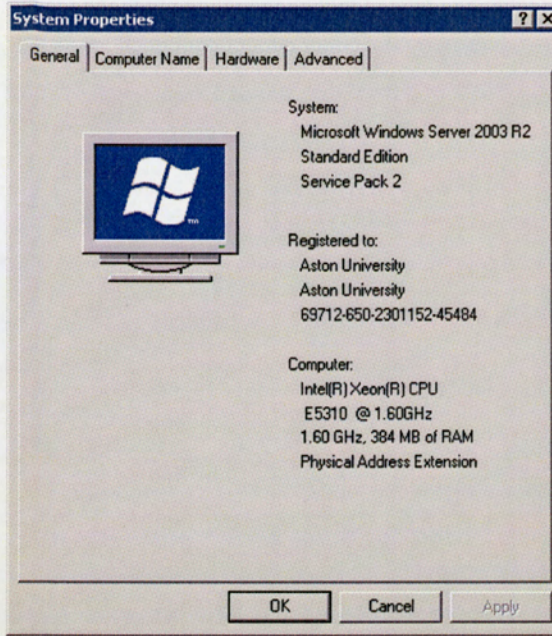 System Properties
General
Computer Name
Hardware
Advanced
System:
Microsoft Windows Server 2003 R2
Standard Edition
Service Pack 2
TM
Registered to:
Aston University
Aston University
69712-650-2301152-45484
Computer:
Intel(R) Xeon(R) CPU
E5310 @ 1.60GHz
1.60 GHz, 384 MB of RAM
Physical Address Extension
OK
Cancel
Apply